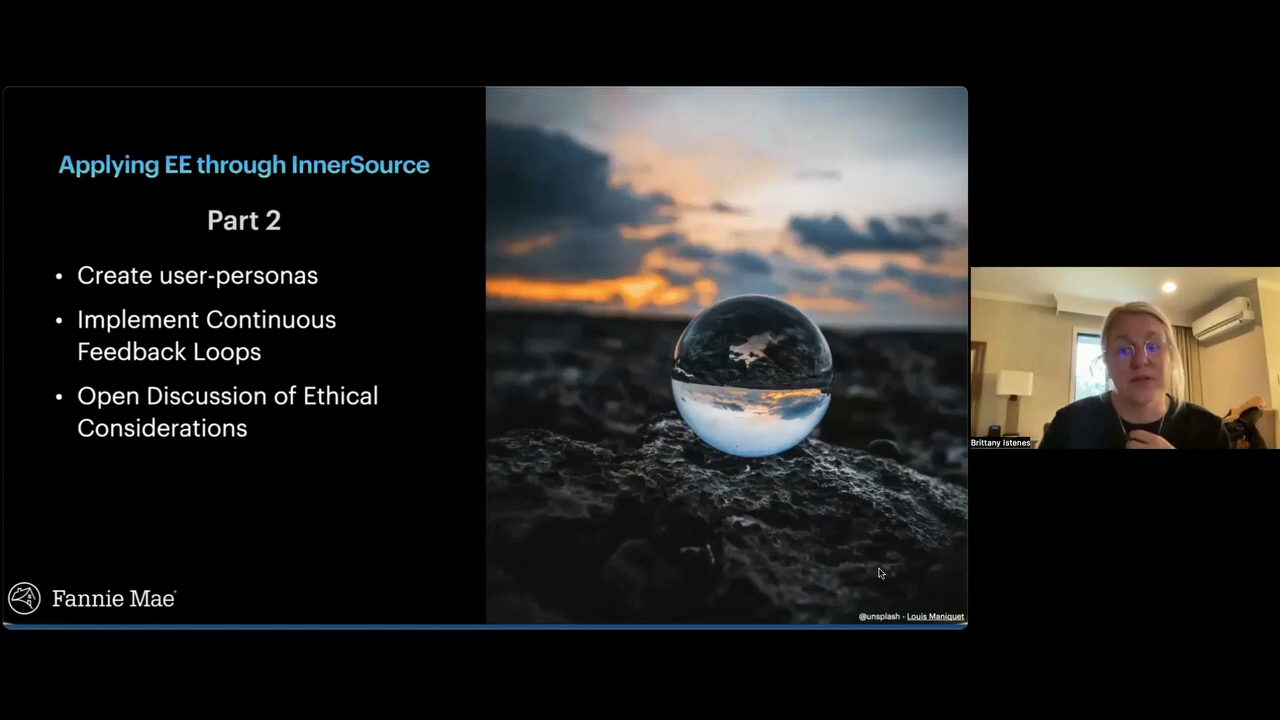 Applying EE through InnerSource
Part 2
• Create user-personas
• Implement Continuous
Feedback Loops
• Open Discussion of Ethical
Considerations
Fannie Mae
@unsplash - Louis Maniquet
Brittany Istenes